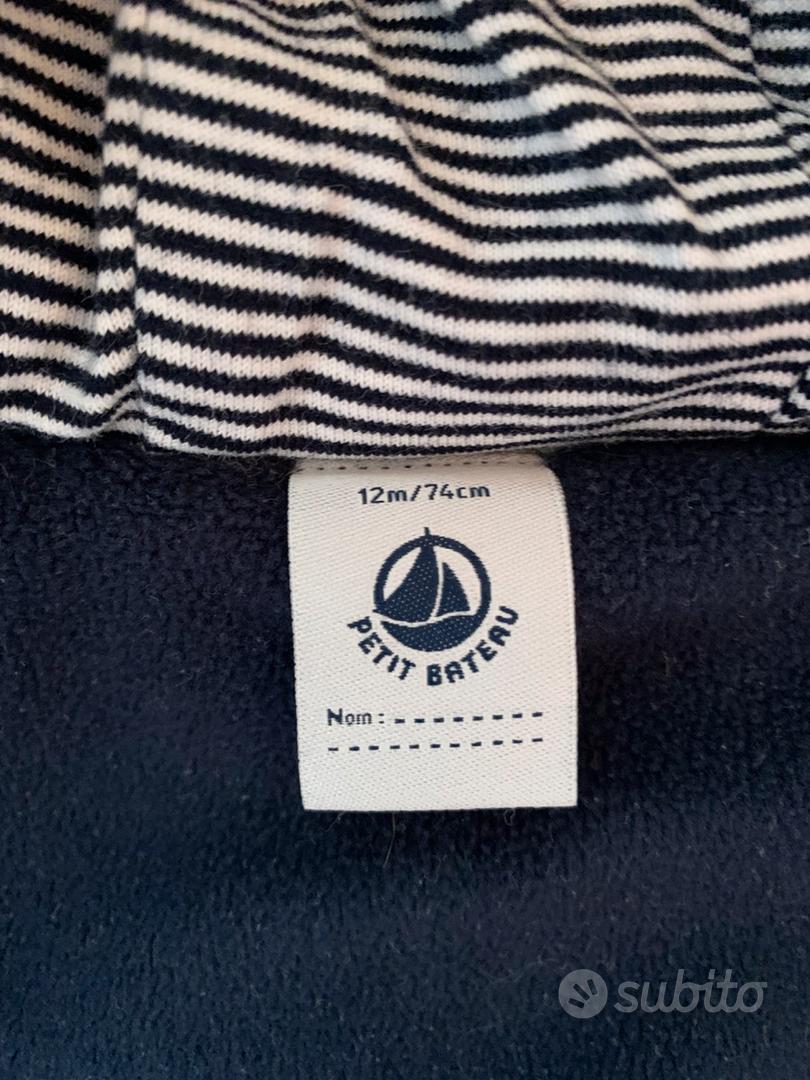 12m/74cm
PETIT BATEAU
Nom :
subito